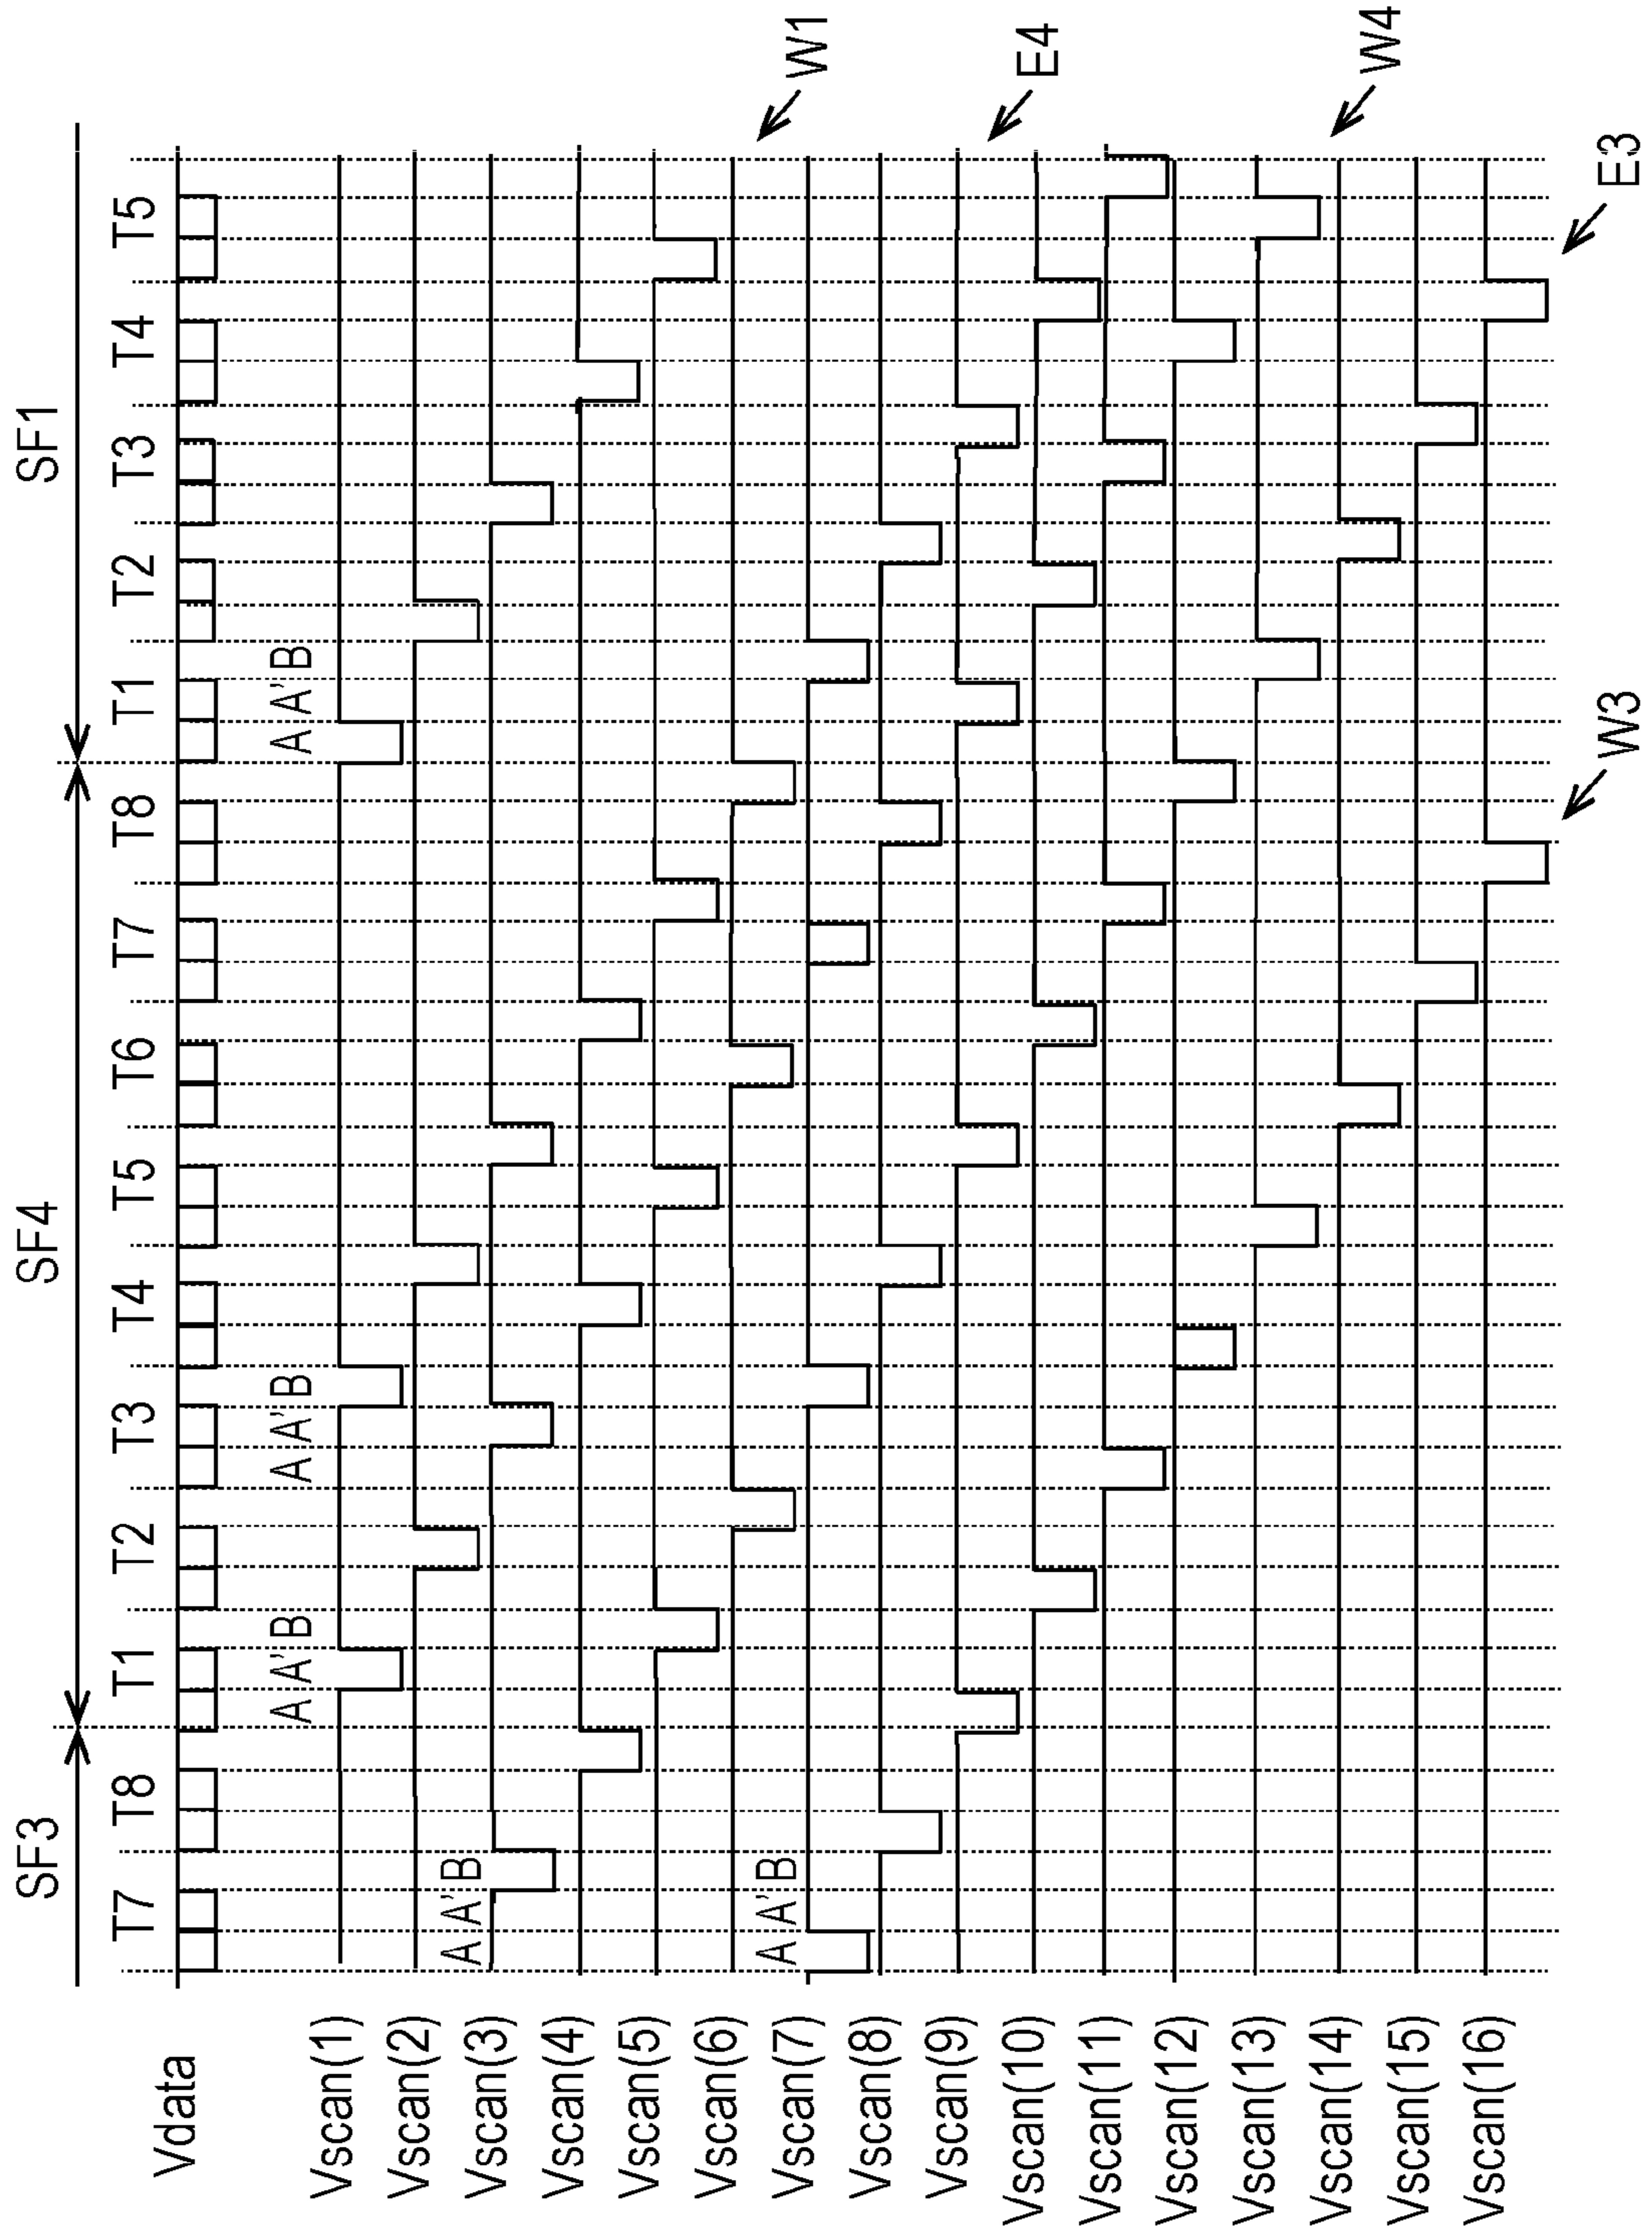 SF3 SF4 SF1
T7 T8 T1 T2 T3 T4 T5 T6 T7 T8 T1 T2 T3 T4 T5
Vdata
A A' B A A' B A A' B
Vscan(1)
Vscan(2)
A A' B
Vscan(3)
Vscan(4)
Vscan(5)
Vscan(6)
A A' B
W1
Vscan(7)
Vscan(8)
Vscan(9)
E4
Vscan(10)
Vscan(11)
Vscan(12)
Vscan(13)
W4
Vscan(14)
Vscan(15)
Vscan(16)
W3 E3